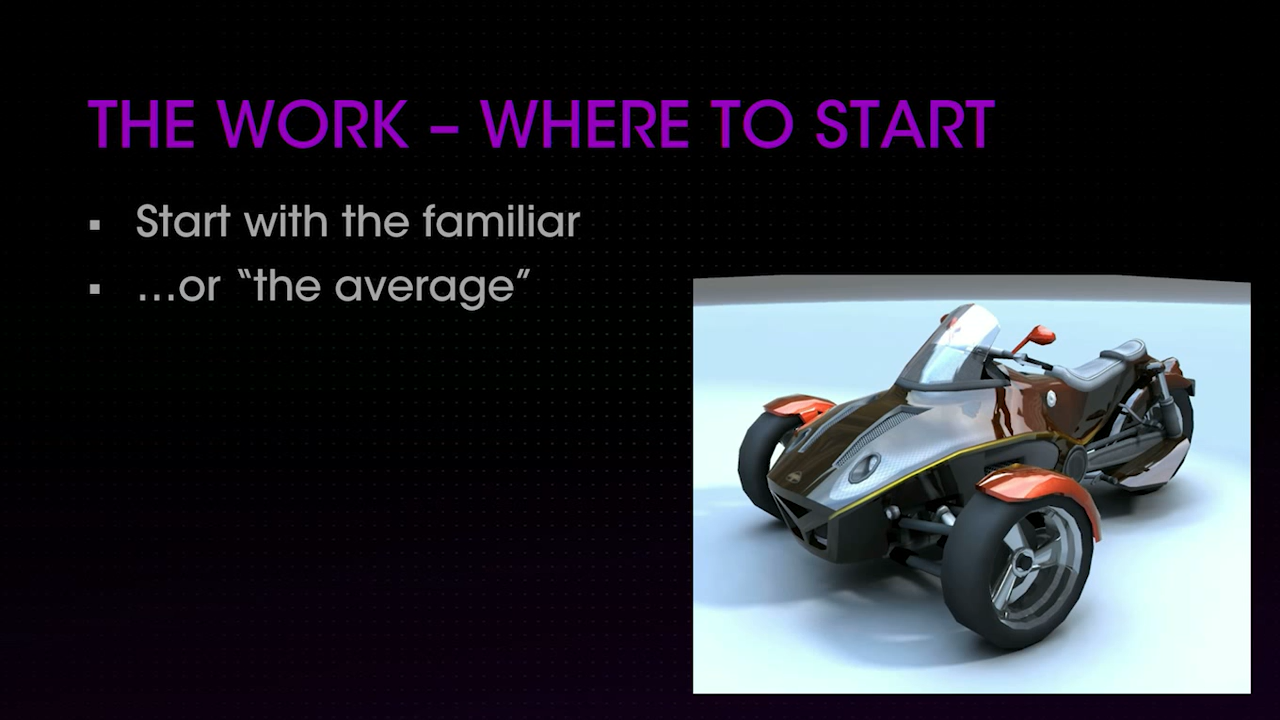 THE WORK – WHERE TO START
▪ Start with the familiar
▪ …or “the average”